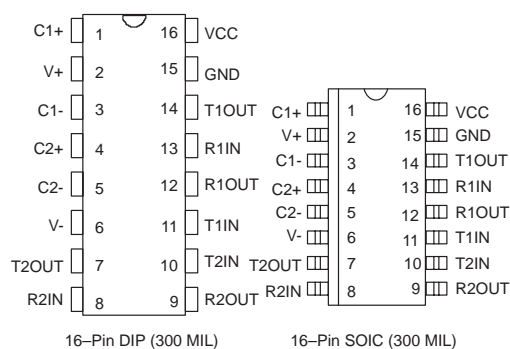 C1+ 1 16 VCC
V+ 2 15 GND
C1- 3 14 T1OUT
C2+ 4 13 R1IN
C2- 5 12 R1OUT
V- 6 11 T1IN
T2OUT 7 10 T2IN
R2IN 8 9 R2OUT
16–Pin DIP (300 MIL)
C1+ 1 16 VCC
V+ 2 15 GND
C1- 3 14 T1OUT
C2+ 4 13 R1IN
C2- 5 12 R1OUT
V- 6 11 T1IN
T2OUT 7 10 T2IN
R2IN 8 9 R2OUT
16–Pin SOIC (300 MIL)